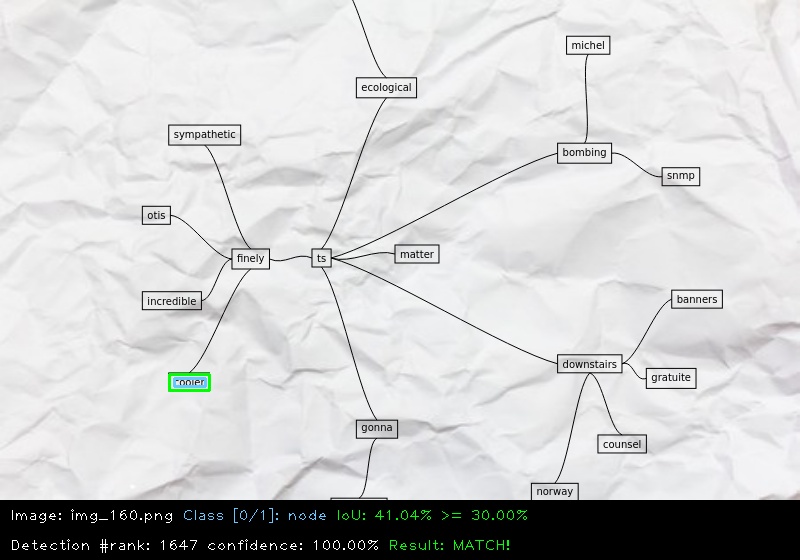 michel
ecological
sympathetic
bombing
snmp
otis
finely
ts
matter
incredible
banners
downstairs
gratuite
cooler
gonna
counsel
norway
Image: img_160.png Class [0/1]: node IoU: 41.04% >= 30.00%
Detection #rank: 1647 confidence: 100.00% Result: MATCH!